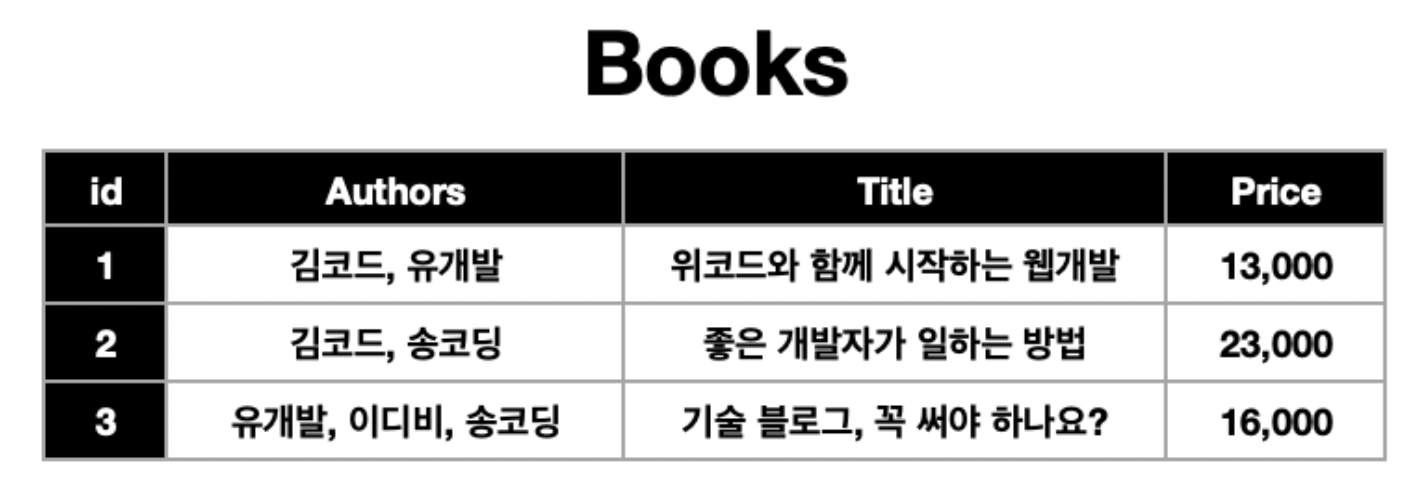 Books
id Authors Title Price
1 김코드, 유개발 위코드와 함께 시작하는 웹개발 13,000
2 김코드, 송코딩 좋은 개발자가 일하는 방법 23,000
3 유개발, 이디비, 송코딩 기술 블로그, 꼭 써야 하나요? 16,000